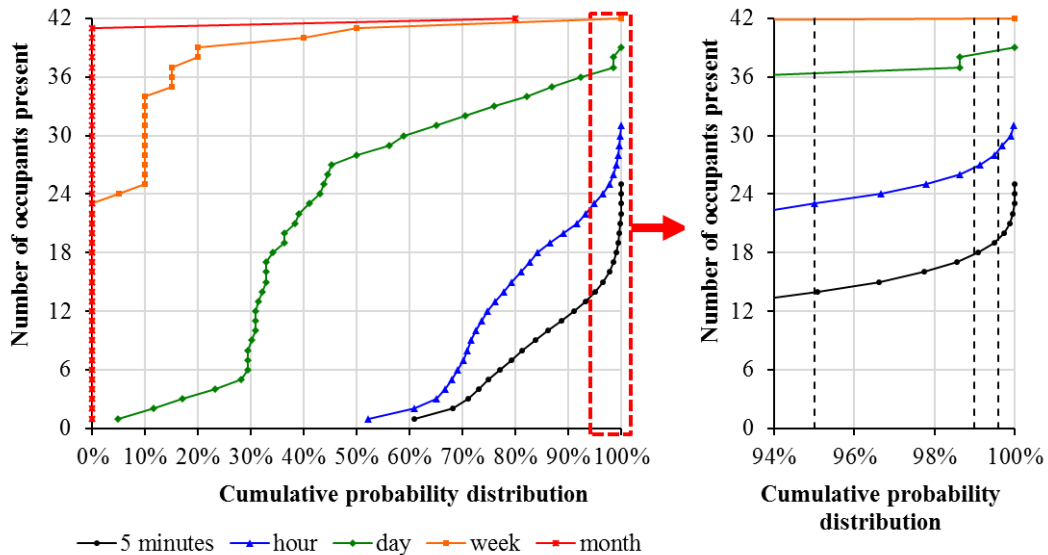 Number of occupants present
42
36
30
24
18
12
6
0
0% 10% 20% 30% 40% 50% 60% 70% 80% 90% 100%
Cumulative probability distribution
Number of occupants present
42
36
30
24
18
12
6
0
94% 96% 98% 100%
Cumulative probability
distribution
5 minutes hour day week month